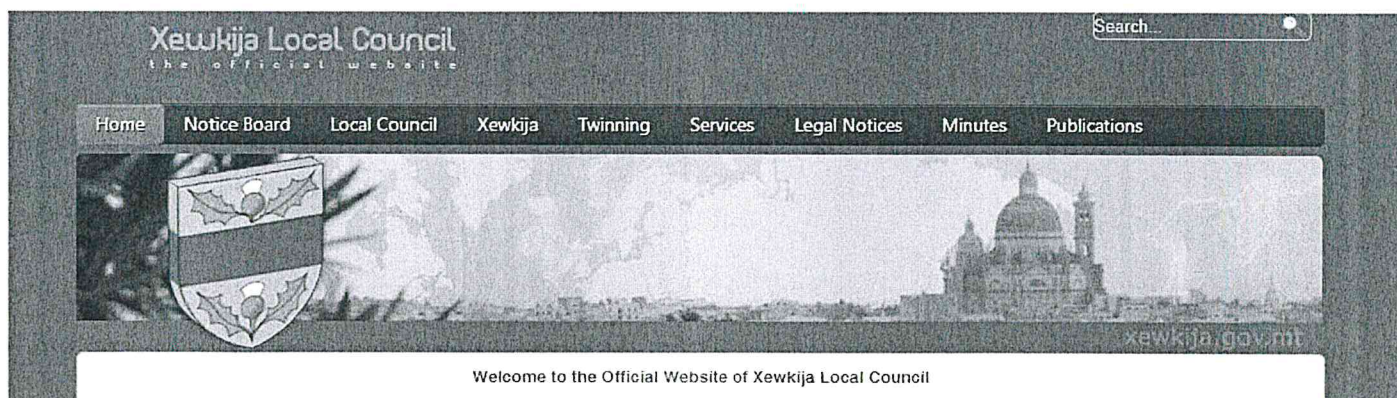 Xewkija Local Council
the official website
Search...
Home Notice Board Local Council Xewkija Twinning Services Legal Notices Minutes Publications
xewkija.gov.mt
Welcome to the Official Website of Xewkija Local Council